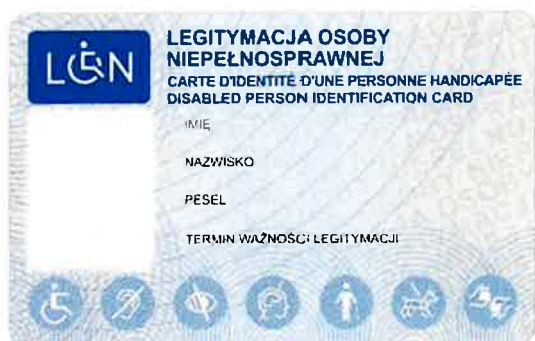 LEGITYMACJA OSOBY
NIEPEŁNOSPRAWNEJ
CARTE D'IDENTITÉ D'UNE PERSONNE HANDICAPÉE
DISABLED PERSON IDENTIFICATION CARD
IMIĘ
NAZWISKO
PESEL
TERMIN WAŻNOŚCI LEGITYMACJI